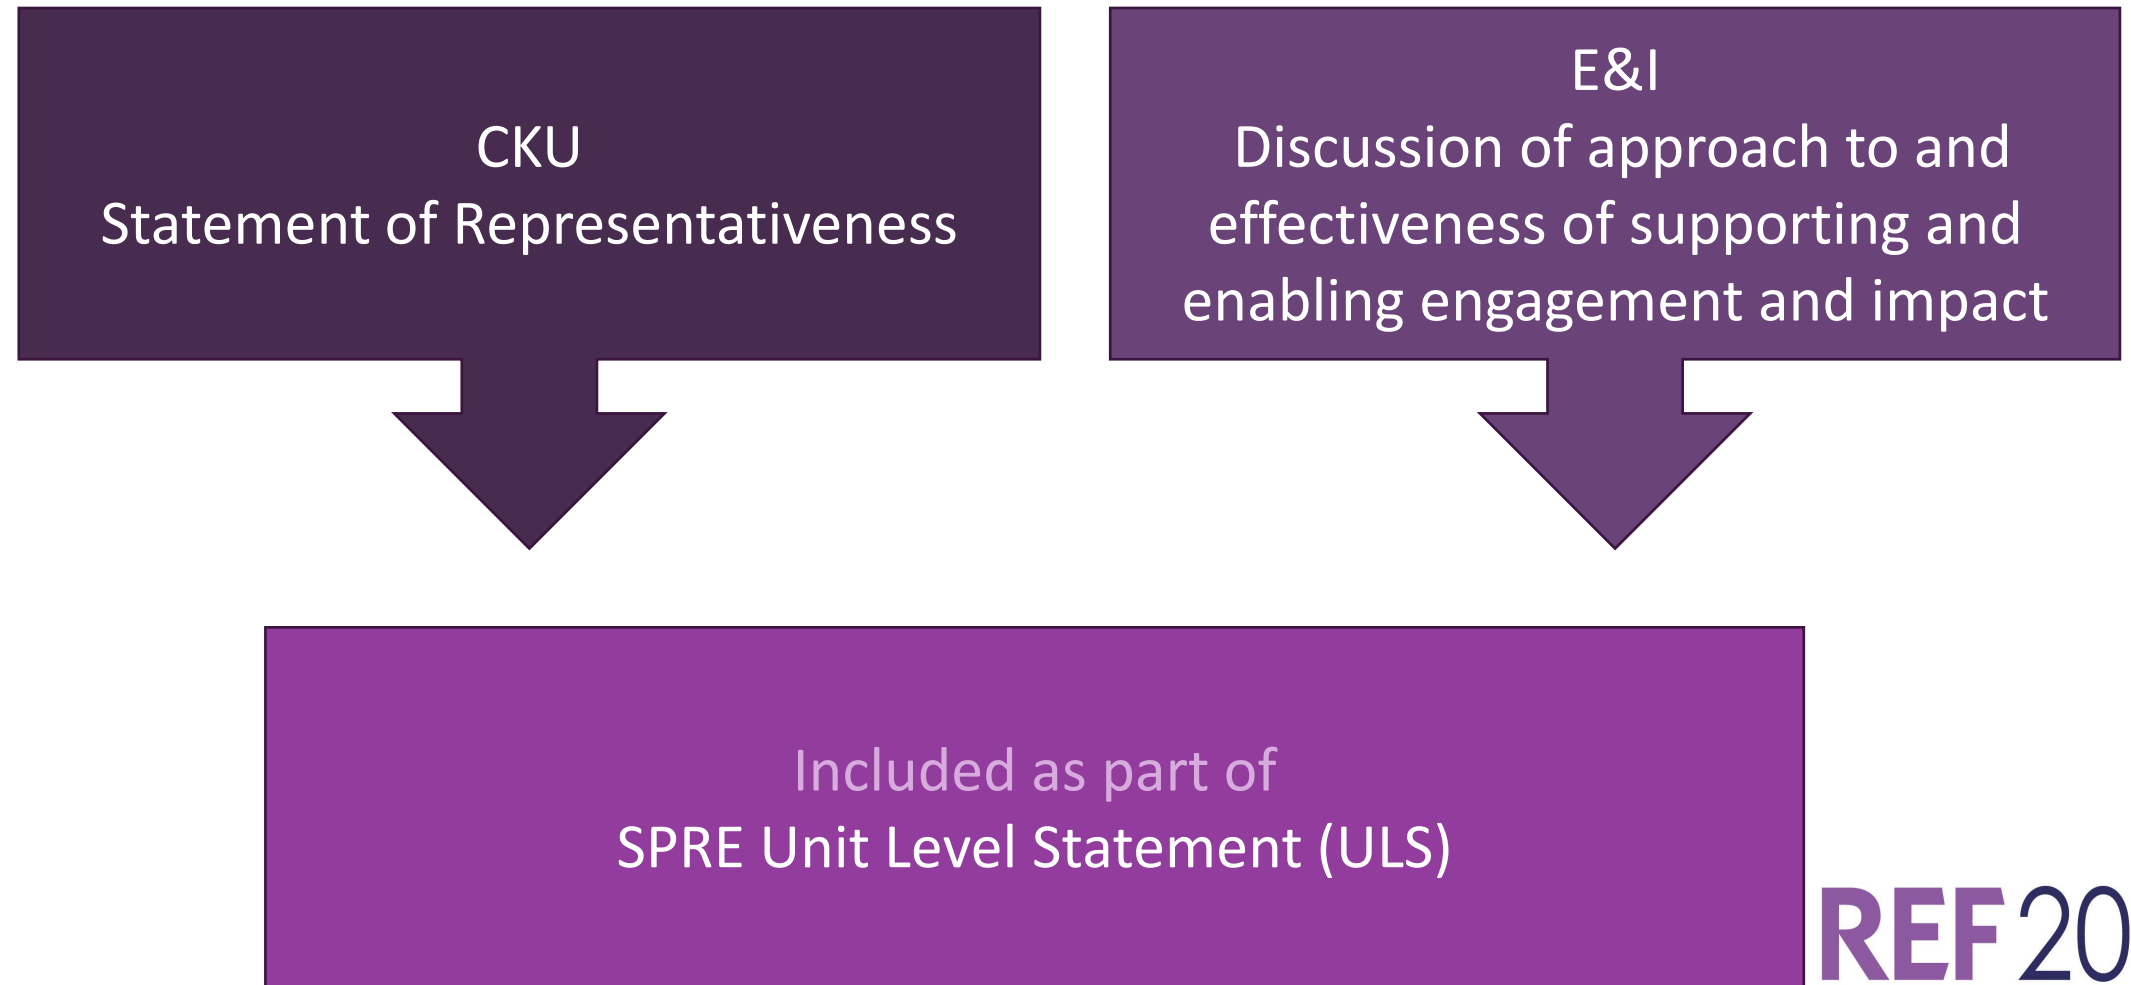 CKU
Statement of Representativeness
E&I
Discussion of approach to and
effectiveness of supporting and
enabling engagement and impact
Included as part of
SPRE Unit Level Statement (ULS)
REF20